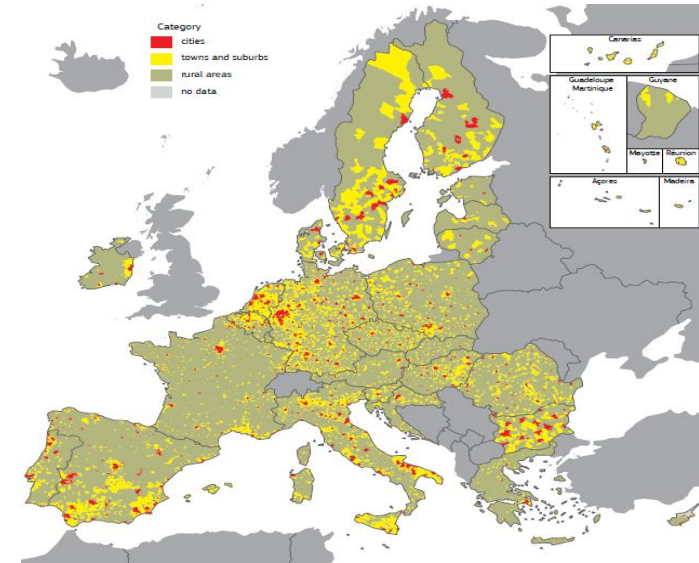 Category
cities
towns and suburbs
rural areas
no data
Canarias
Guadeloupe
Martinique
Guyane
Mayotte
Réunion
Açores
Madeira